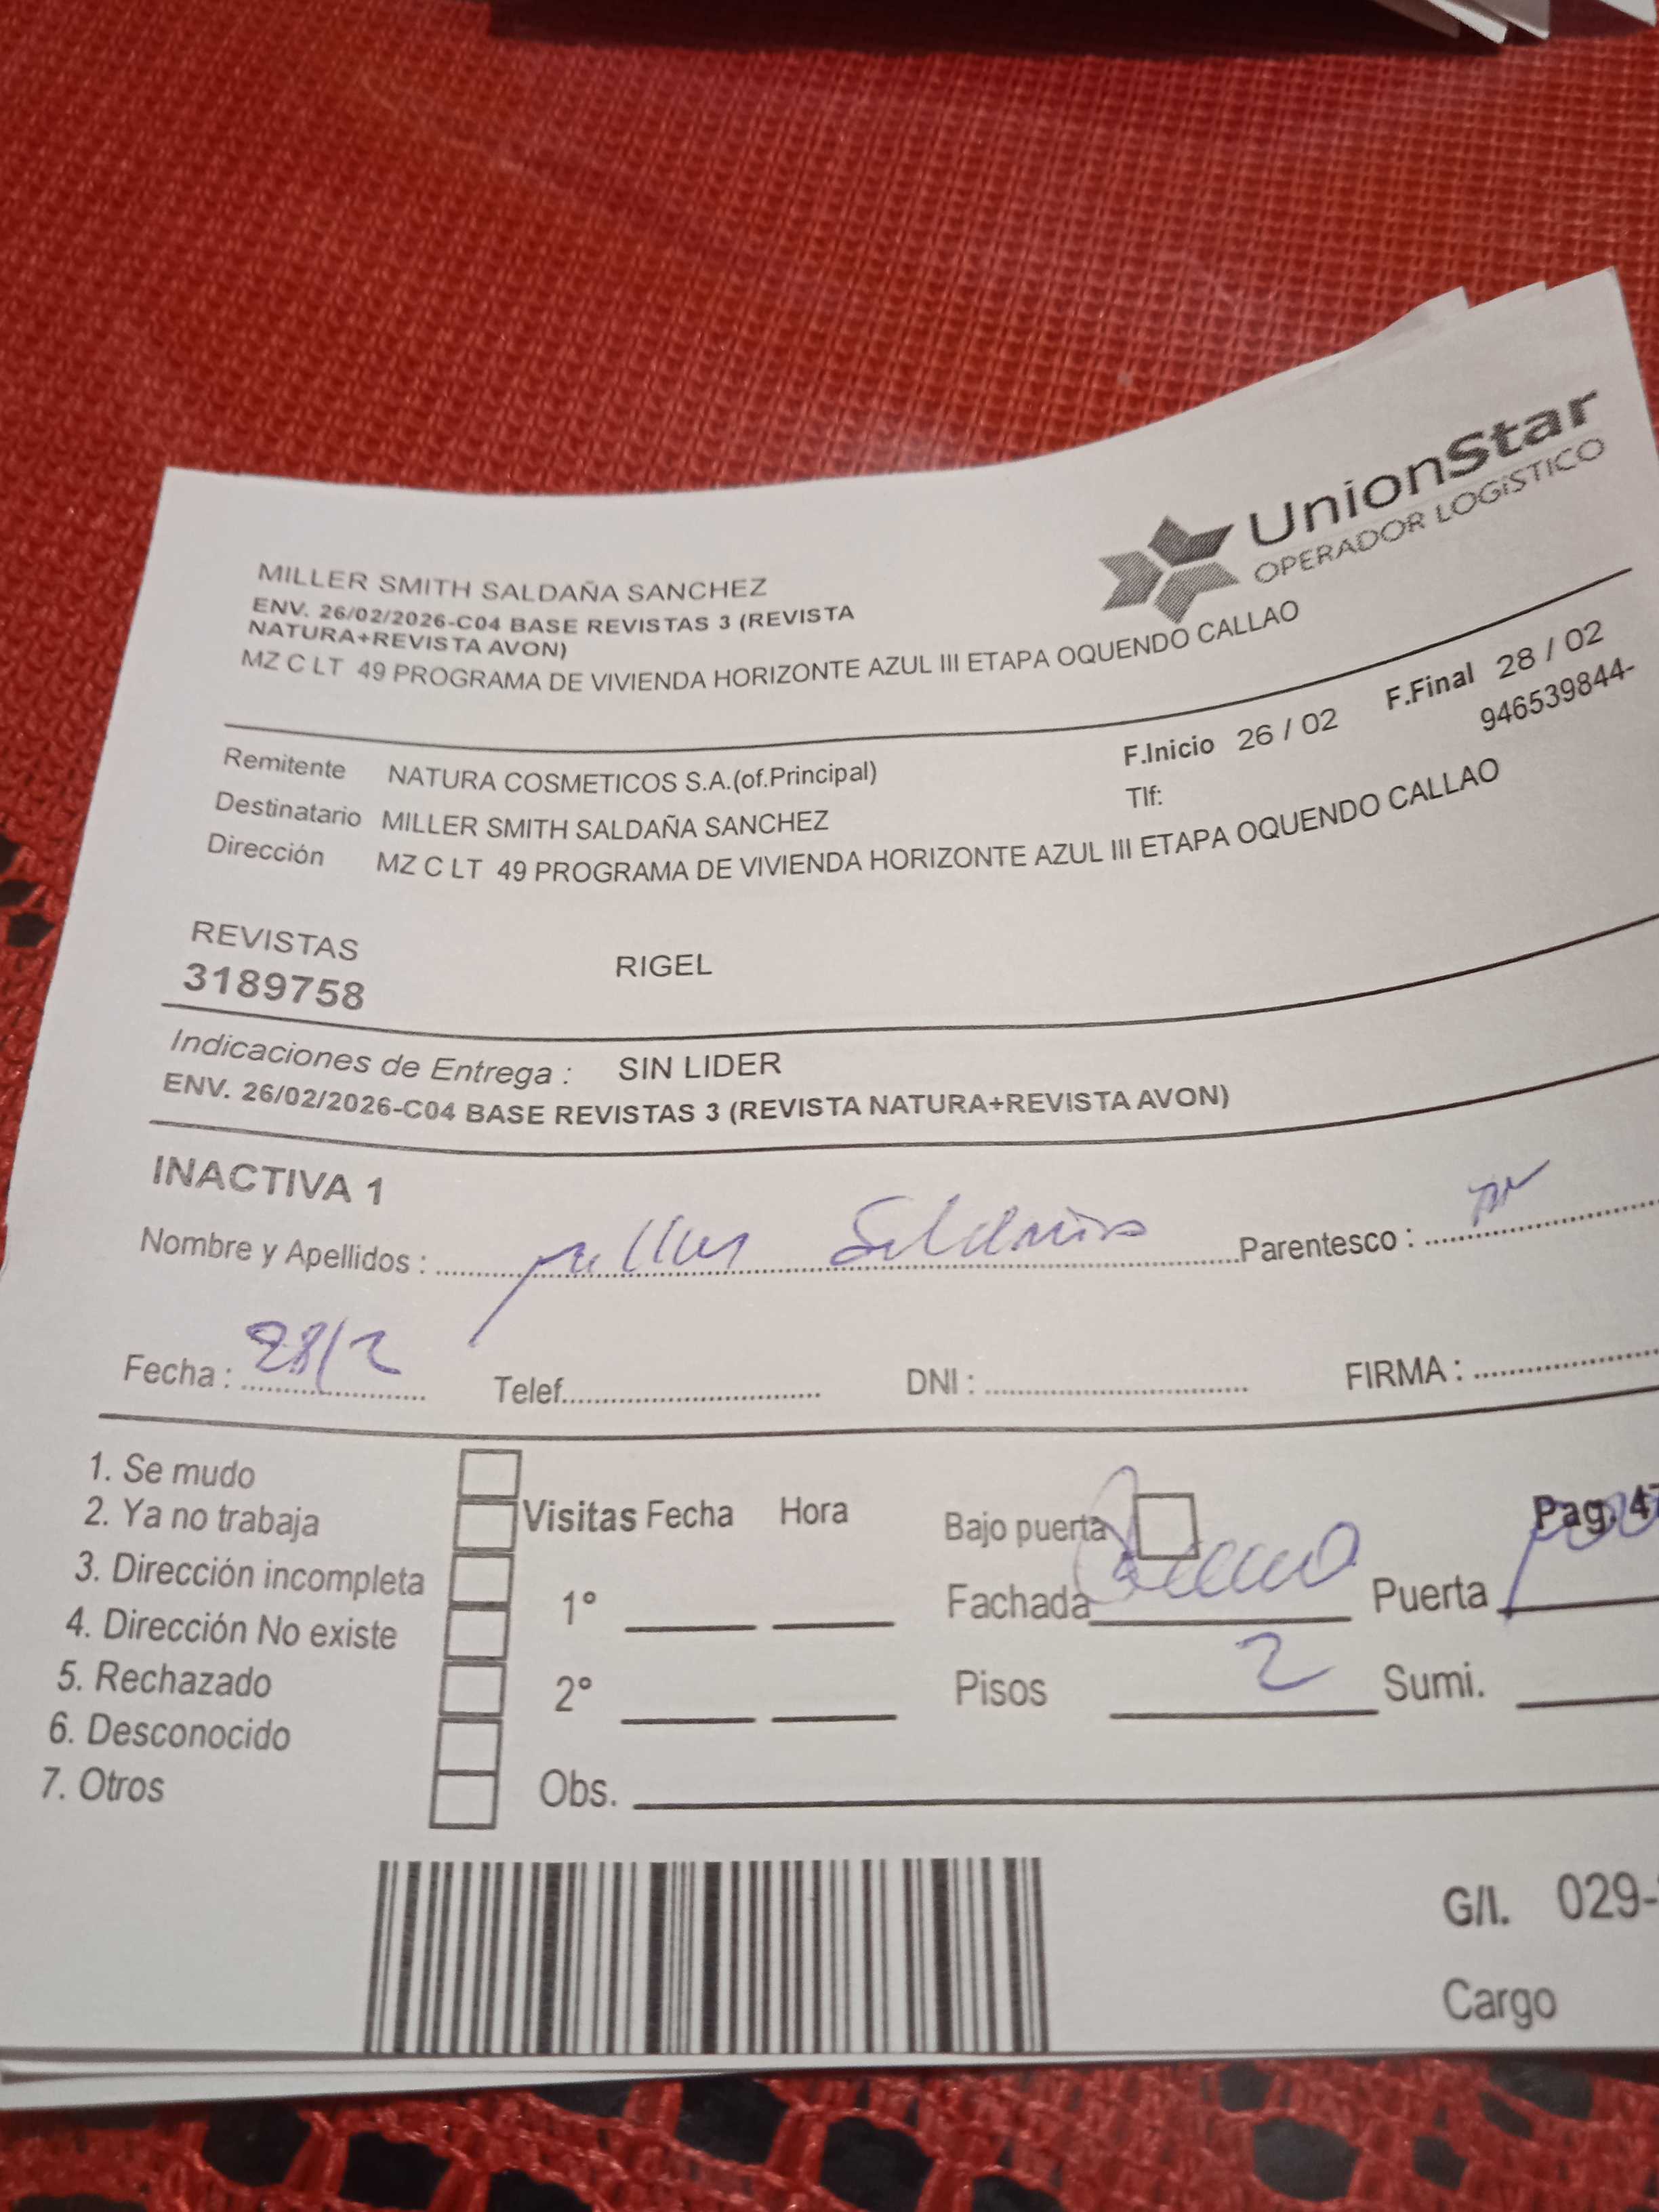 UnionStar
OPERADOR LOGÍSTICO
MILLER SMITH SALDAÑA SANCHEZ
ENV. 26/02/2026-C04 BASE REVISTAS 3 (REVISTA
NATURA+REVISTA AVON)
MZ C LT 49 PROGRAMA DE VIVIENDA HORIZONTE AZUL III ETAPA OQUENDO CALLAO
F.Inicio 26 / 02 F.Final 28 / 02
Remitente NATURA COSMETICOS S.A.(of.Principal) Tlf: 946539844-
Destinatario MILLER SMITH SALDAÑA SANCHEZ
Dirección MZ C LT 49 PROGRAMA DE VIVIENDA HORIZONTE AZUL III ETAPA OQUENDO CALLAO
REVISTAS RIGEL
3189758
Indicaciones de Entrega : SIN LIDER
ENV. 26/02/2026-C04 BASE REVISTAS 3 (REVISTA NATURA+REVISTA AVON)
INACTIVA 1
Nombre y Apellidos : Saldaña Parentesco :
Fecha : 28/2 Telef. DNI : FIRMA :
1. Se mudo
2. Ya no trabaja
3. Dirección incompleta
4. Dirección No existe
5. Rechazado
6. Desconocido
7. Otros
Visitas Fecha Hora
1°
2°
Obs.
Bajo puerta Pag. 47
Fachada Puerta
Pisos 2 Sumi.
G/I. 029-
Cargo